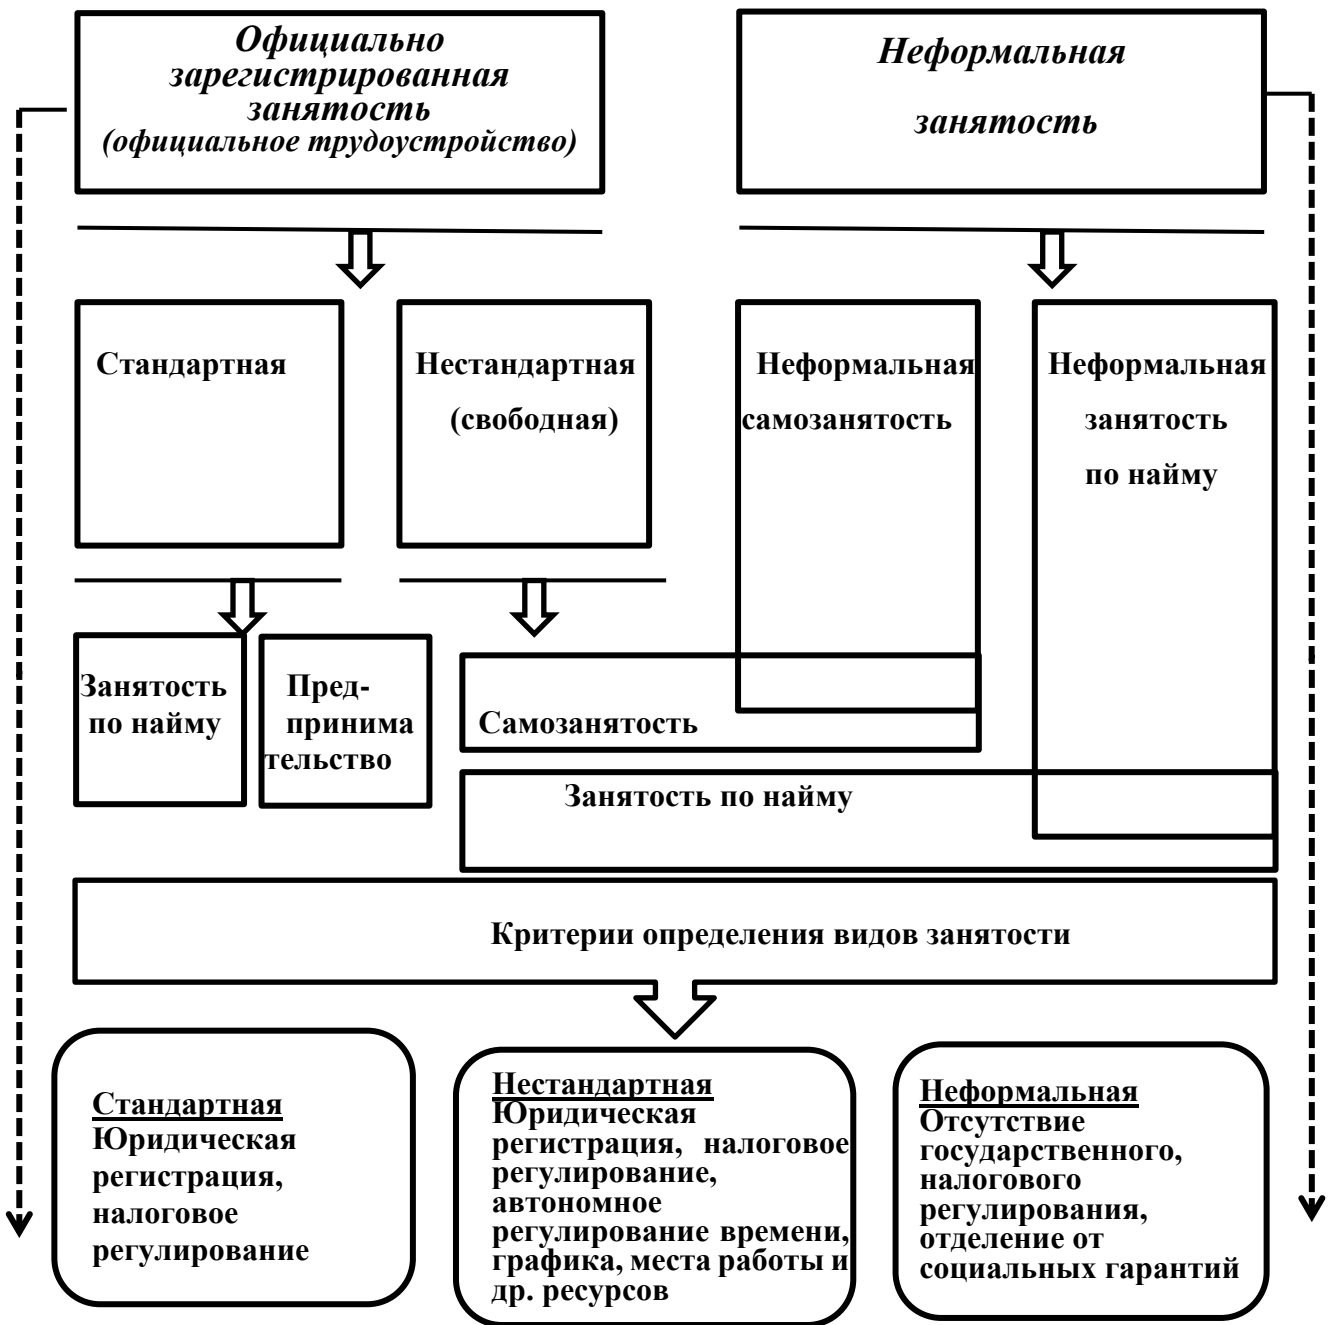 Официально
зарегистрированная
занятость
(официальное трудоустройство)
Неформальная
занятость
Стандартная
Нестандартная
(свободная)
Неформальная
самозанятость
Неформальная
занятость
по найму
Занятость
по найму
Пред-
принима
тельство
Самозанятость
Занятость по найму
Критерии определения видов занятости
Стандартная
Юридическая
регистрация,
налоговое
регулирование
Нестандартная
Юридическая
регистрация, налоговое
регулирование,
автономное
регулирование времени,
графика, места работы и
др. ресурсов
Неформальная
Отсутствие
государственного,
налогового
регулирования,
отделение от
социальных гарантий